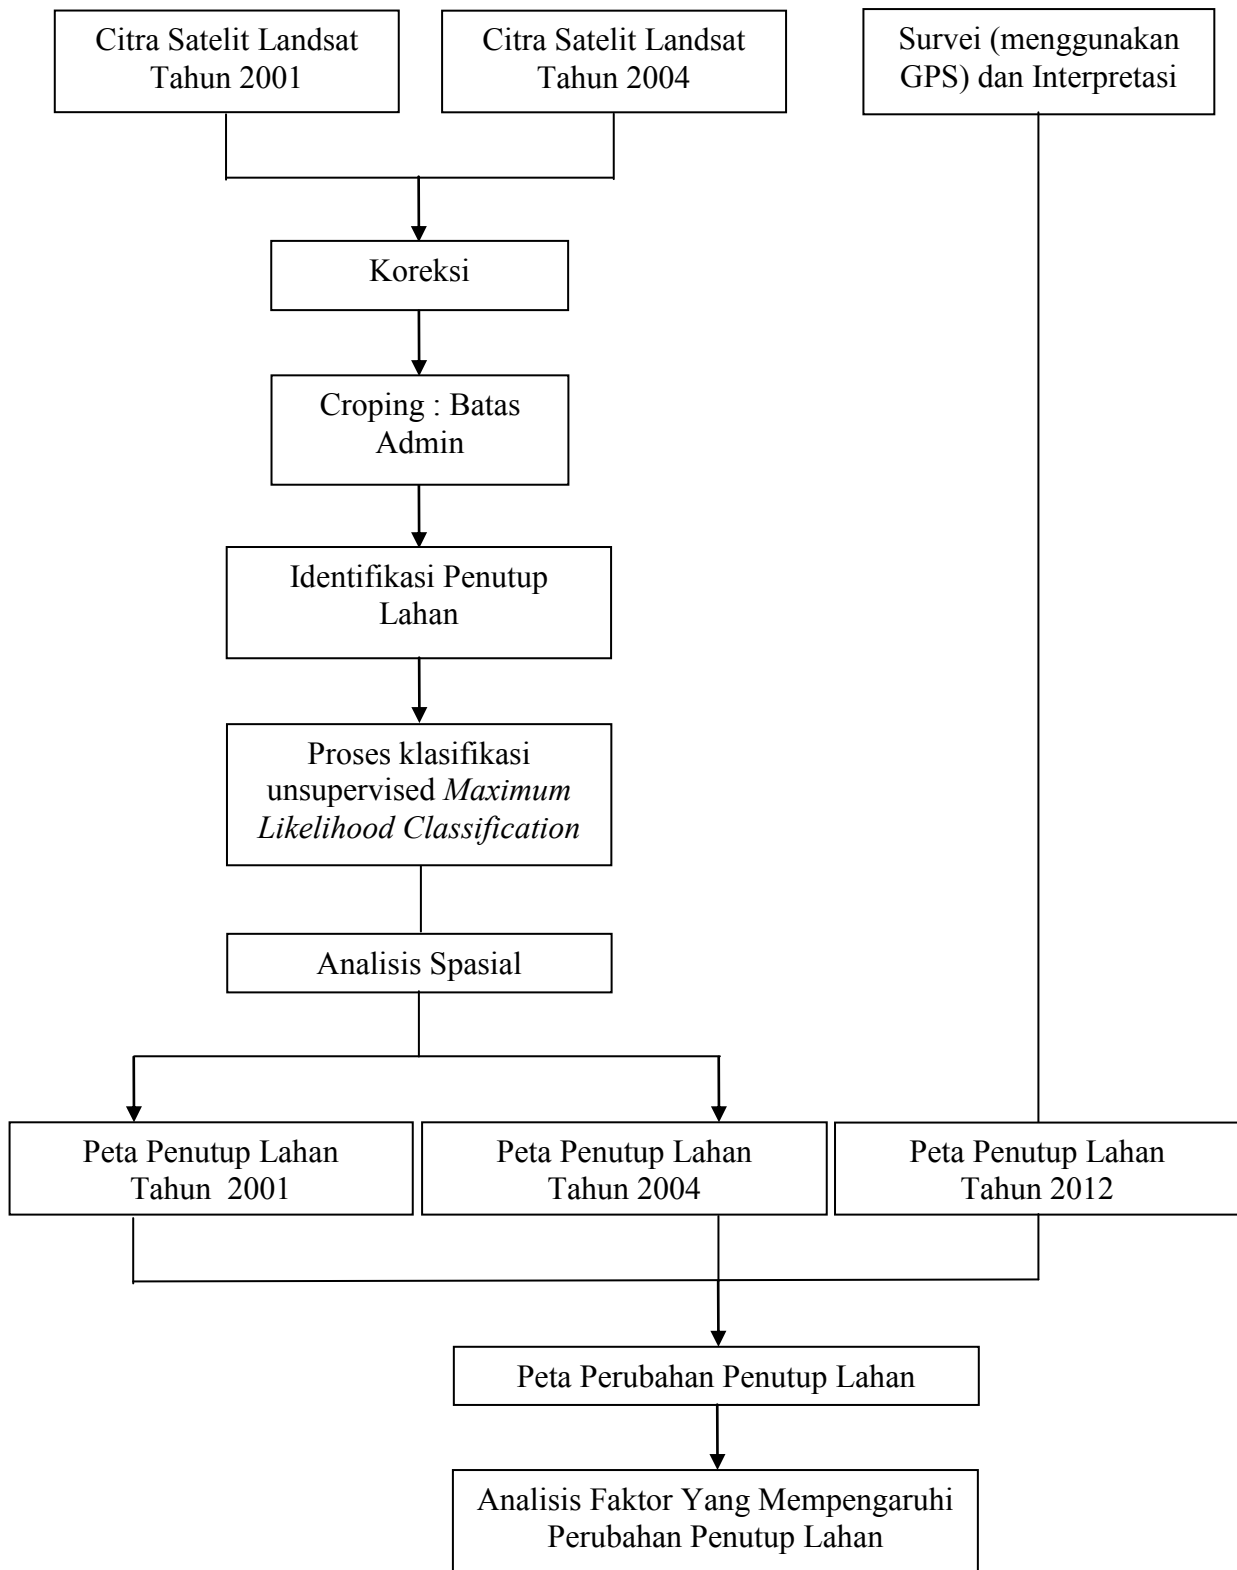 Citra Satelit Landsat
Tahun 2001
Citra Satelit Landsat
Tahun 2004
Survei (menggunakan
GPS) dan Interpretasi
Koreksi
Croping : Batas
Admin
Identifikasi Penutup
Lahan
Proses klasifikasi
unsupervised Maximum
Likelihood Classification
Analisis Spasial
Peta Penutup Lahan
Tahun  2001
Peta Penutup Lahan
Tahun 2004
Peta Penutup Lahan
Tahun 2012
Peta Perubahan Penutup Lahan
Analisis Faktor Yang Mempengaruhi
Perubahan Penutup Lahan